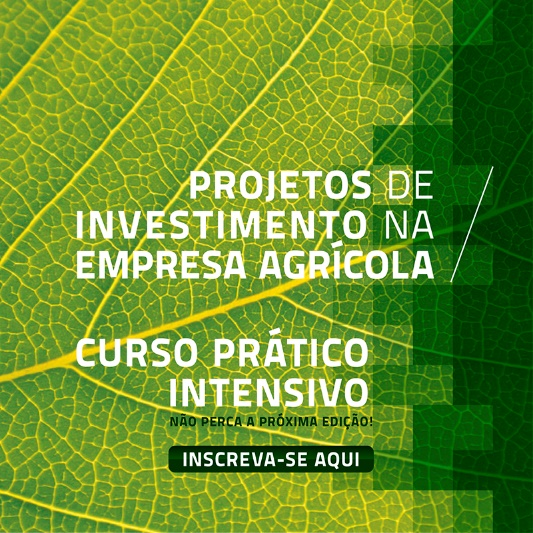 PROJETOS DE
INVESTIMENTO NA
EMPRESA AGRÍCOLA
CURSO PRÁTICO
INTENSIVO
NÃO PERCA A PRÓXIMA EDIÇÃO!
INSCREVA-SE AQUI